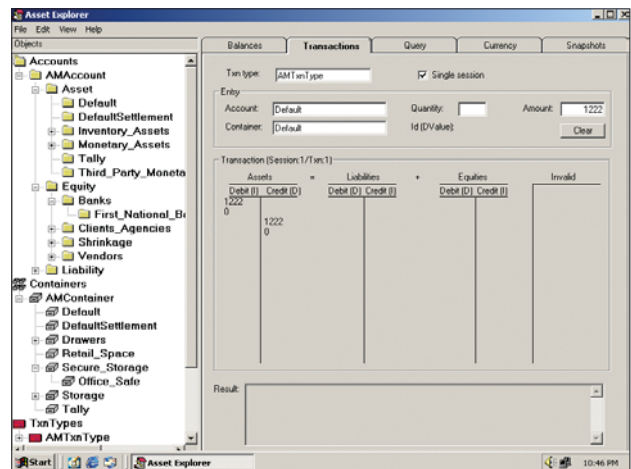 Asset Explorer
File Edit View Help
Objects
Accounts
AMAccount
Asset
Default
DefaultSettlement
Inventory_Assets
Monetary_Assets
Tally
Third_Party_Moneta
Equity
Banks
First_National_B
Clients_Agencies
Shrinkage
Vendors
Liability
Containers
AMContainer
Default
DefaultSettlement
Drawers
Retail_Space
Secure_Storage
Office_Safe
Storage
Tally
TxnTypes
AMTxnType
Balances Transactions Query Currency Snapshots
Txn type: AMTxnType Single session
Entry
Account: Default Quantity: Amount: 1222
Container: Default Id (DValue): Clear
Transaction (Session:1/Txn:1)
Assets = Liabilities + Equities Invalid
Debit (I) Credit (D) Debit (D) Credit (I) Debit (D) Credit (I)
1222
0
1222
0
Result:
Start Asset Explorer 10:46 PM